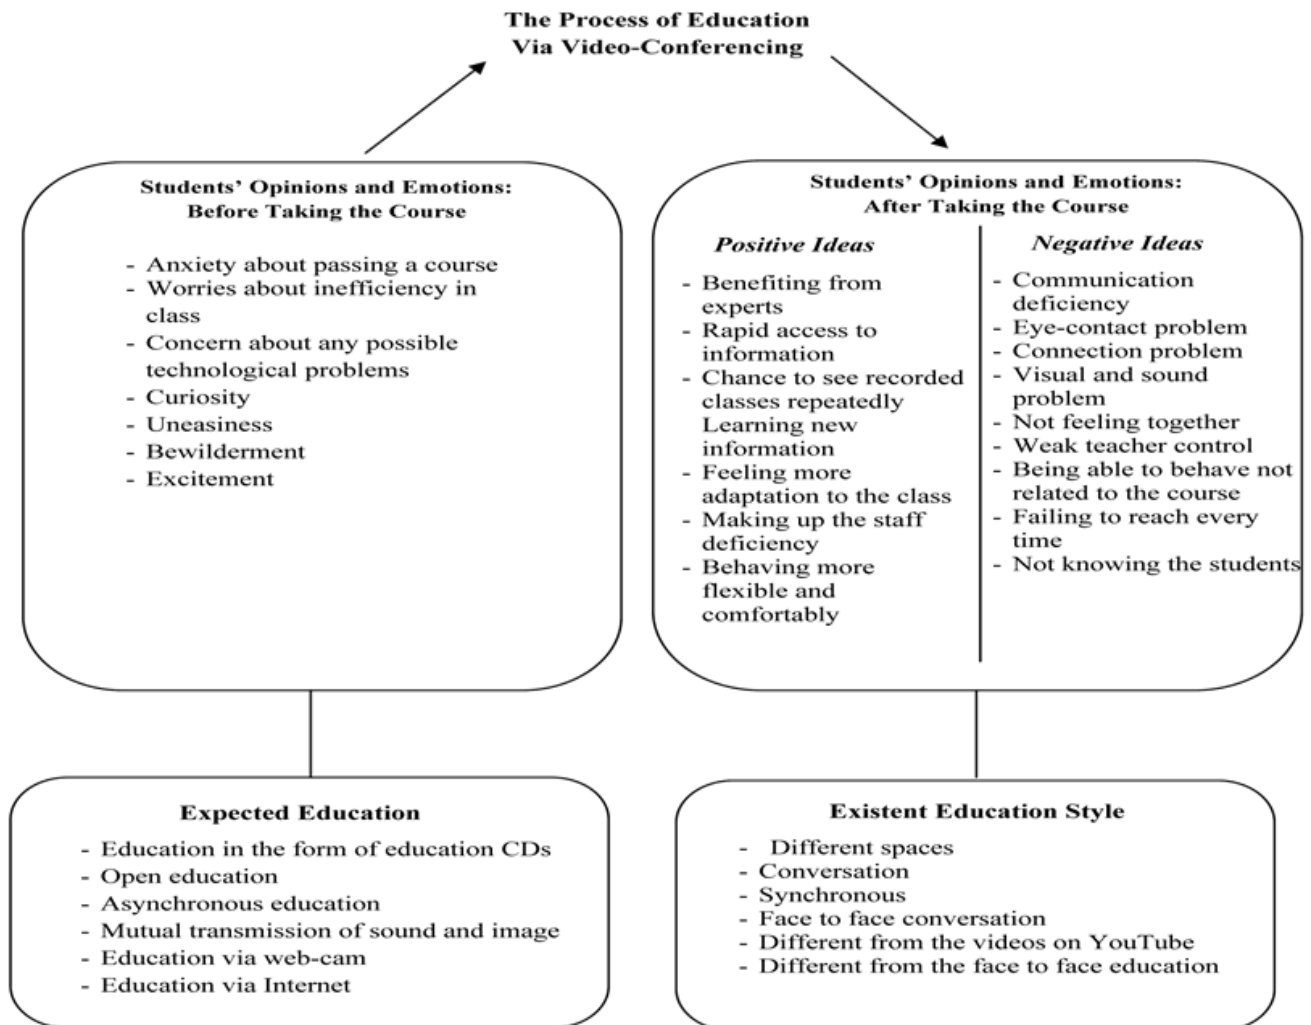 The Process of Education
Via Video-Conferencing
Students' Opinions and Emotions:
Before Taking the Course
- Anxiety about passing a course
- Worries about inefficiency in
class
- Concern about any possible
technological problems
- Curiosity
- Uneasiness
- Bewilderment
- Excitement
Students' Opinions and Emotions:
After Taking the Course
Positive Ideas
- Benefiting from
experts
- Rapid access to
information
- Chance to see recorded
classes repeatedly
Learning new
information
- Feeling more
adaptation to the class
- Making up the staff
deficiency
- Behaving more
flexible and
comfortably
Negative Ideas
- Communication
deficiency
- Eye-contact problem
- Connection problem
- Visual and sound
problem
- Not feeling together
- Weak teacher control
- Being able to behave not
related to the course
- Failing to reach every
time
- Not knowing the students
Expected Education
- Education in the form of education CDs
- Open education
- Asynchronous education
- Mutual transmission of sound and image
- Education via web-cam
- Education via Internet
Existent Education Style
- Different spaces
- Conversation
- Synchronous
- Face to face conversation
- Different from the videos on YouTube
- Different from the face to face education